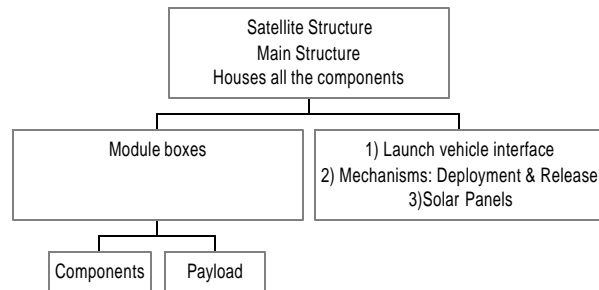 Satellite Structure
Main Structure
Houses all the components
Module boxes
1) Launch vehicle interface
2) Mechanisms: Deployment & Release
3)Solar Panels
Components
Payload